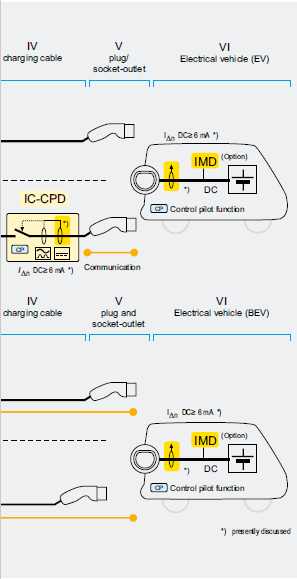 IV V VI
charging cable plug/ Electrical vehicle (EV)
socket-outlet
IΔn DC≥ 6 mA *)
IMD (Option)
*) DC
CP Control pilot function
IC-CPD
*)
CP
IΔn DC≥ 6 mA *) Communication
IV V VI
charging cable plug and Electrical vehicle (BEV)
socket-outlet
IΔn DC≥ 6 mA *)
IMD (Option)
*) DC
CP Control pilot function
*) presently discussed